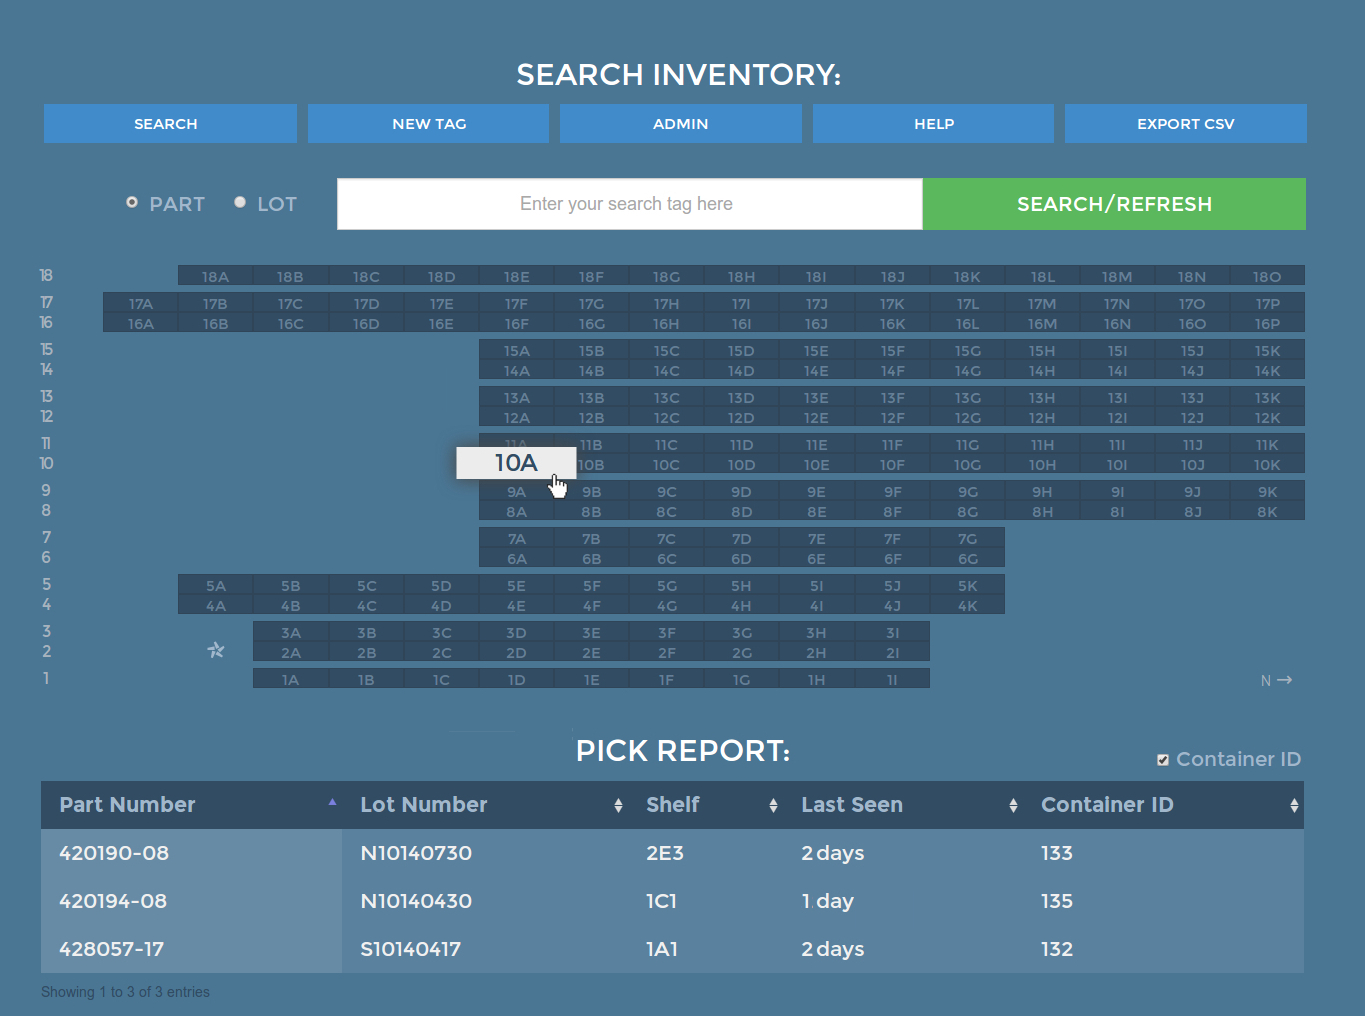 SEARCH INVENTORY:
SEARCH NEW TAG ADMIN HELP EXPORT CSV
PART LOT Enter your search tag here SEARCH/REFRESH
18 18A 18B 18C 18D 18E 18F 18G 18H 18I 18J 18K 18L 18M 18N 18O
17 17A 17B 17C 17D 17E 17F 17G 17H 17I 17J 17K 17L 17M 17N 17O 17P
16 16A 16B 16C 16D 16E 16F 16G 16H 16I 16J 16K 16L 16M 16N 16O 16P
15 15A 15B 15C 15D 15E 15F 15G 15H 15I 15J 15K
14 14A 14B 14C 14D 14E 14F 14G 14H 14I 14J 14K
13 13A 13B 13C 13D 13E 13F 13G 13H 13I 13J 13K
12 12A 12B 12C 12D 12E 12F 12G 12H 12I 12J 12K
11 11A 11B 11C 11D 11E 11F 11G 11H 11I 11J 11K
10 10A 10B 10C 10D 10E 10F 10G 10H 10I 10J 10K
9 9A 9B 9C 9D 9E 9F 9G 9H 9I 9J 9K
8 8A 8B 8C 8D 8E 8F 8G 8H 8I 8J 8K
7 7A 7B 7C 7D 7E 7F 7G
6 6A 6B 6C 6D 6E 6F 6G
5 5A 5B 5C 5D 5E 5F 5G 5H 5I 5J 5K
4 4A 4B 4C 4D 4E 4F 4G 4H 4I 4J 4K
3 3A 3B 3C 3D 3E 3F 3G 3H 3I
2 2A 2B 2C 2D 2E 2F 2G 2H 2I
1 1A 1B 1C 1D 1E 1F 1G 1H 1I N →
PICK REPORT:
Container ID
Part Number Lot Number Shelf Last Seen Container ID
420190-08 N10140730 2E3 2 days 133
420194-08 N10140430 1C1 1 day 135
428057-17 S10140417 1A1 2 days 132
Showing 1 to 3 of 3 entries